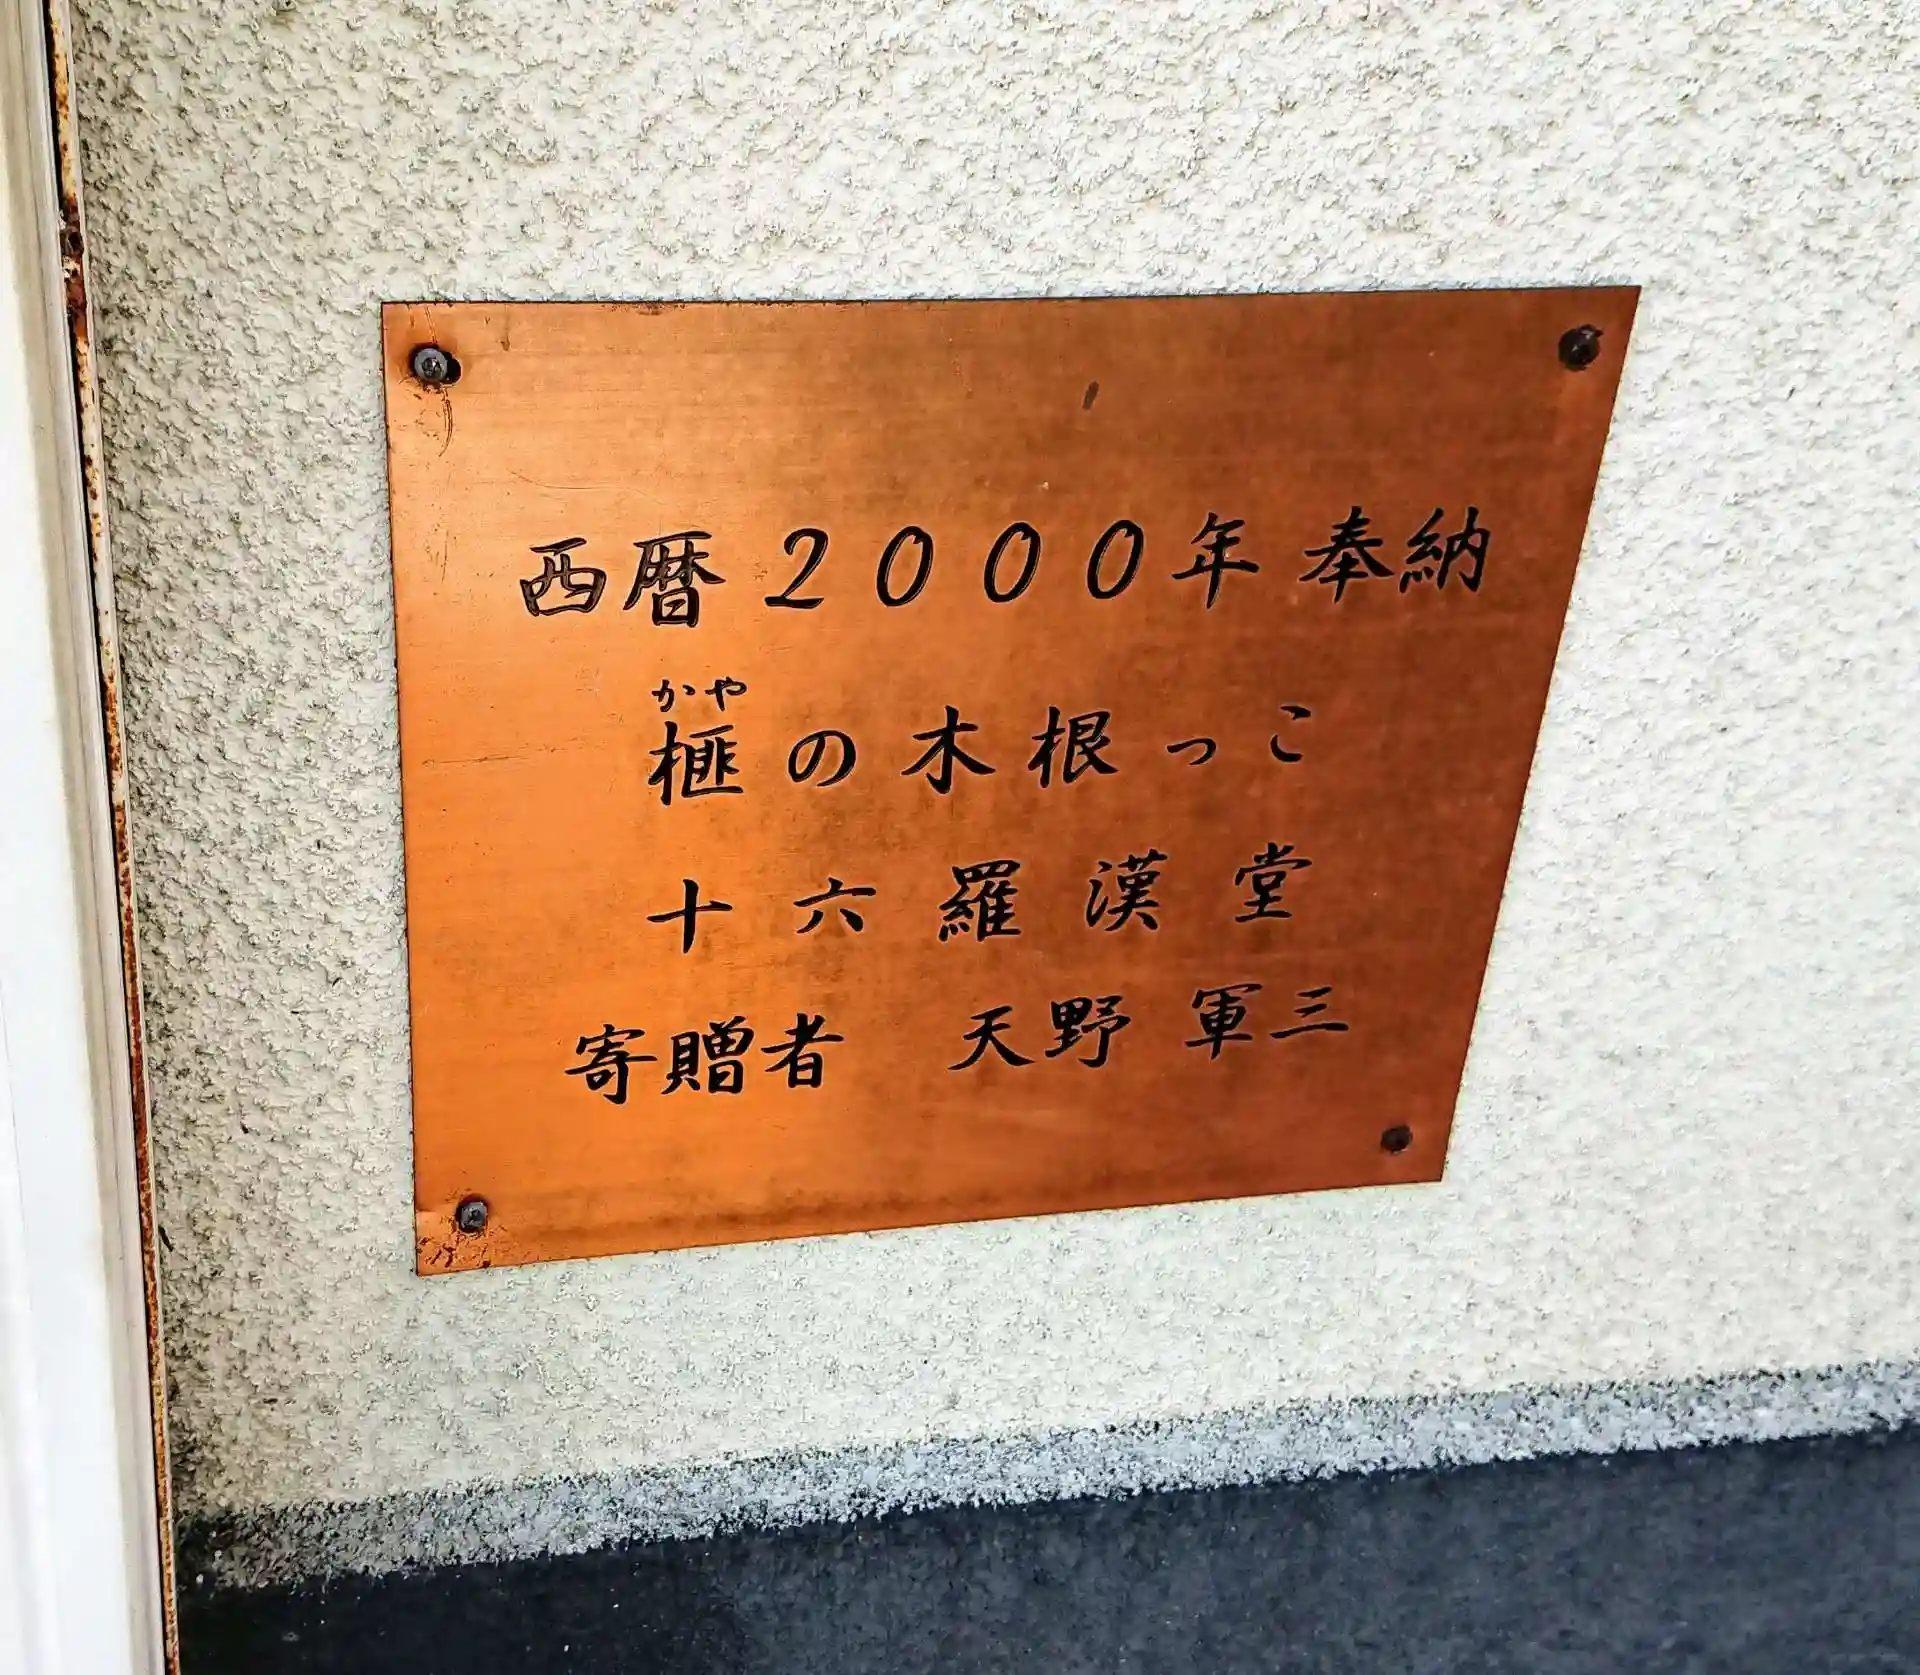 西暦２０００年奉納
かや
榧の木根っこ
十六羅漢堂
寄贈者　天野軍三